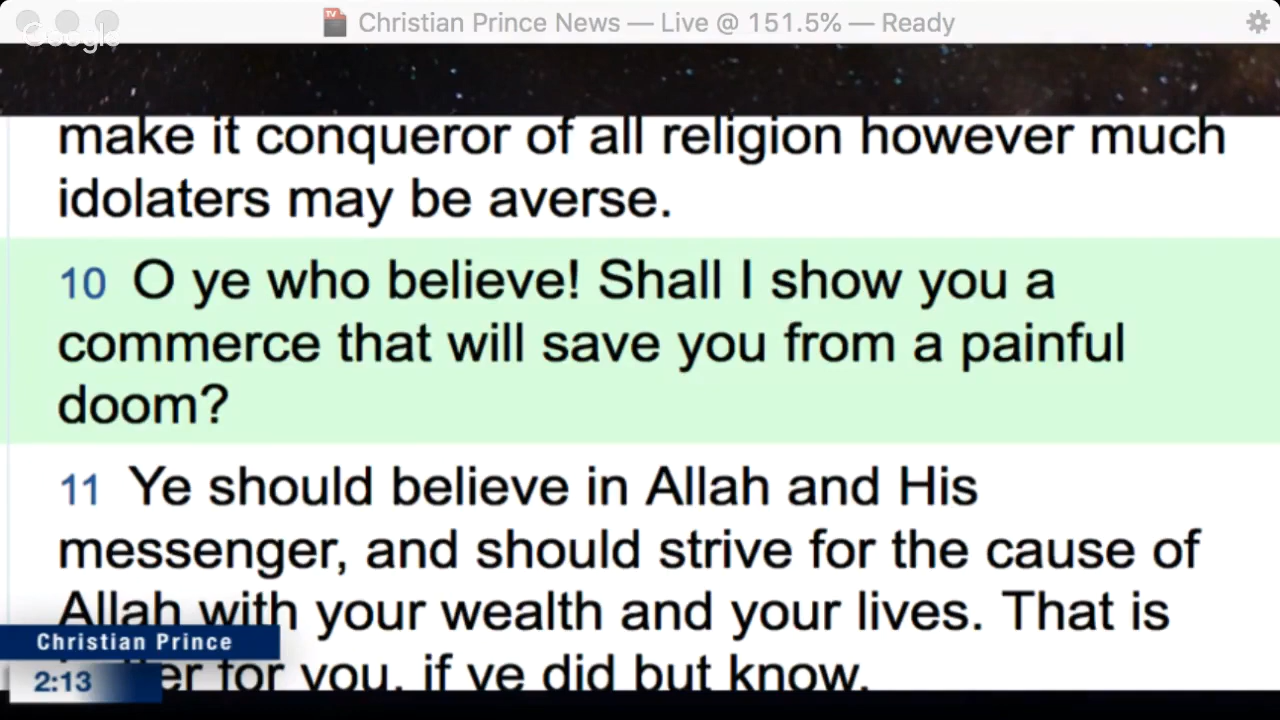 Christian Prince News — Live @ 151.5% — Ready
Google
make it conqueror of all religion however much
idolaters may be averse.
10 O ye who believe! Shall I show you a
commerce that will save you from a painful
doom?
11 Ye should believe in Allah and His
messenger, and should strive for the cause of
Allah with your wealth and your lives. That is
for you, if ye did but know.
Christian Prince
2:13